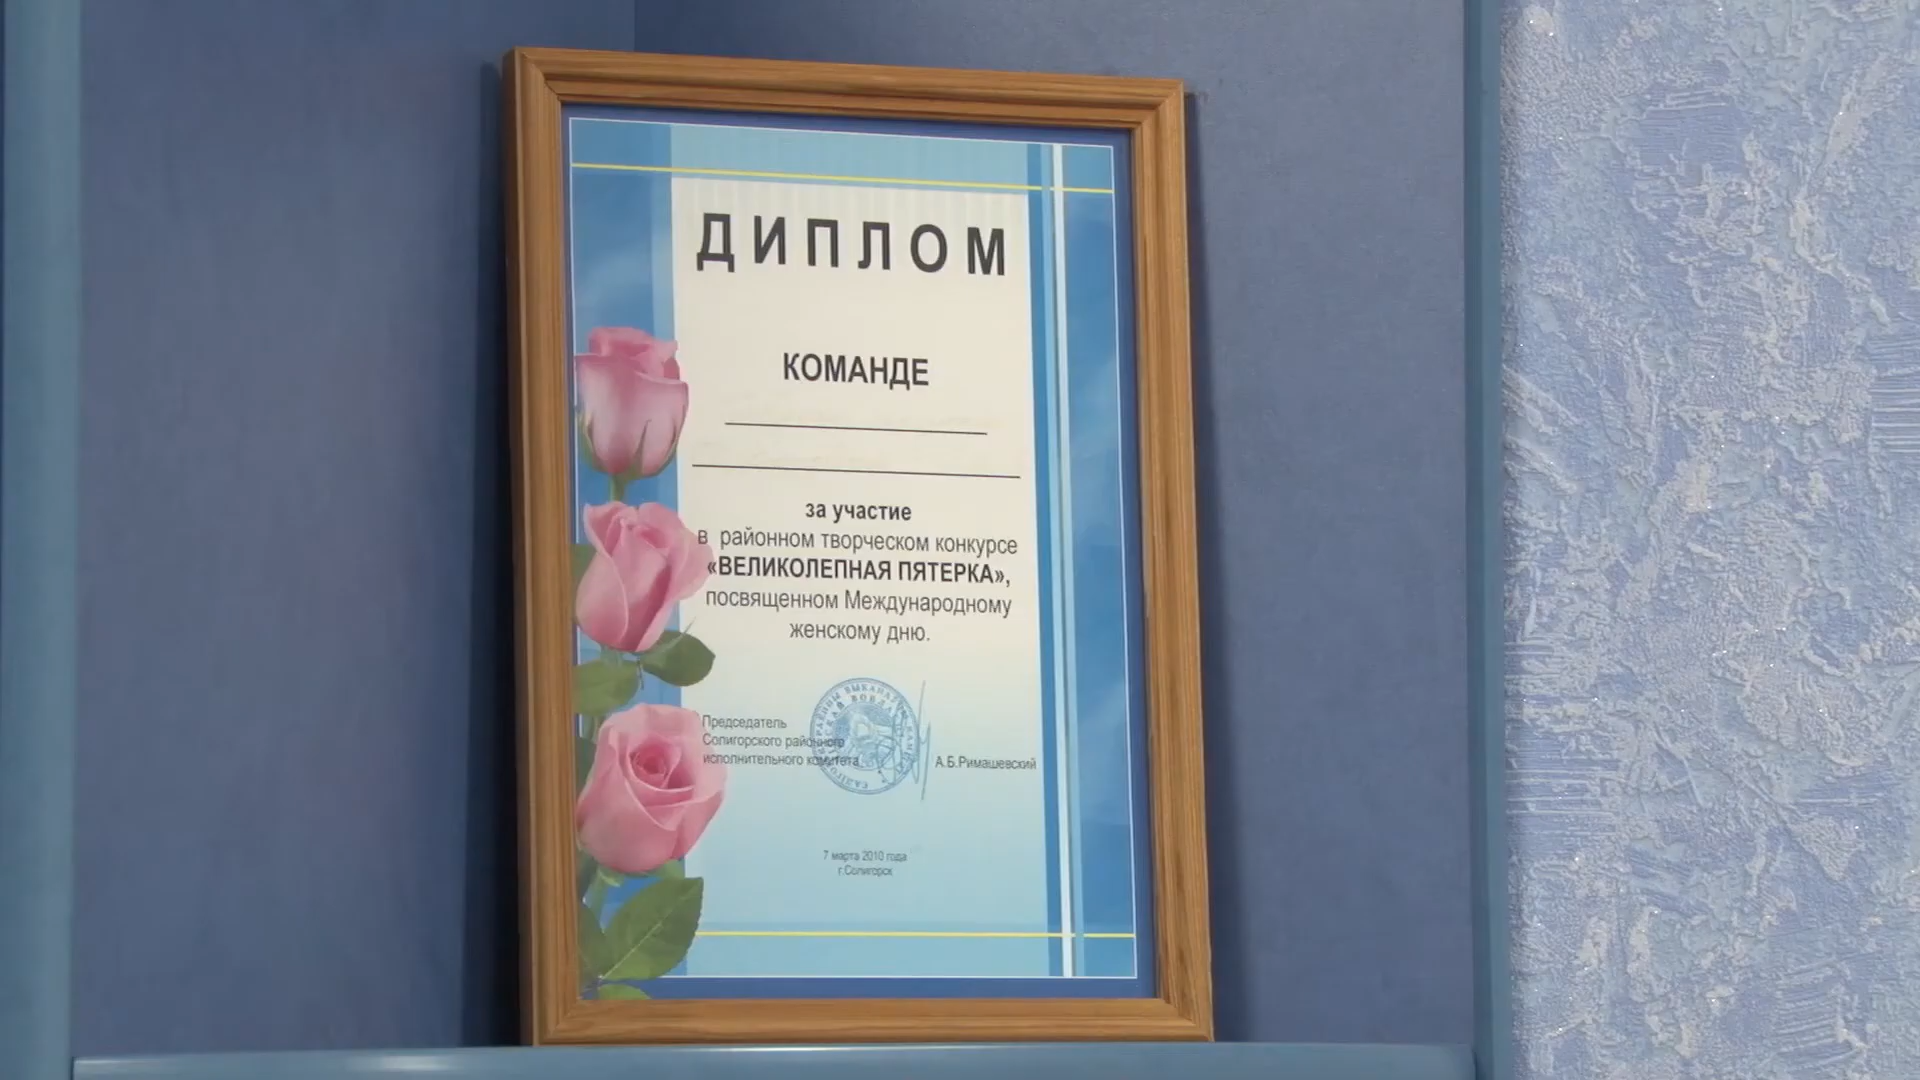 ДИПЛОМ
КОМАНДЕ
за участие
в районном творческом конкурсе
«ВЕЛИКОЛЕПНАЯ ПЯТЕРКА»,
посвященном Международному
женскому дню.
Председатель
Солигорского районного
исполнительного комитета
А.Б.Римашевский
7 марта 2010 года
г.Солигорск